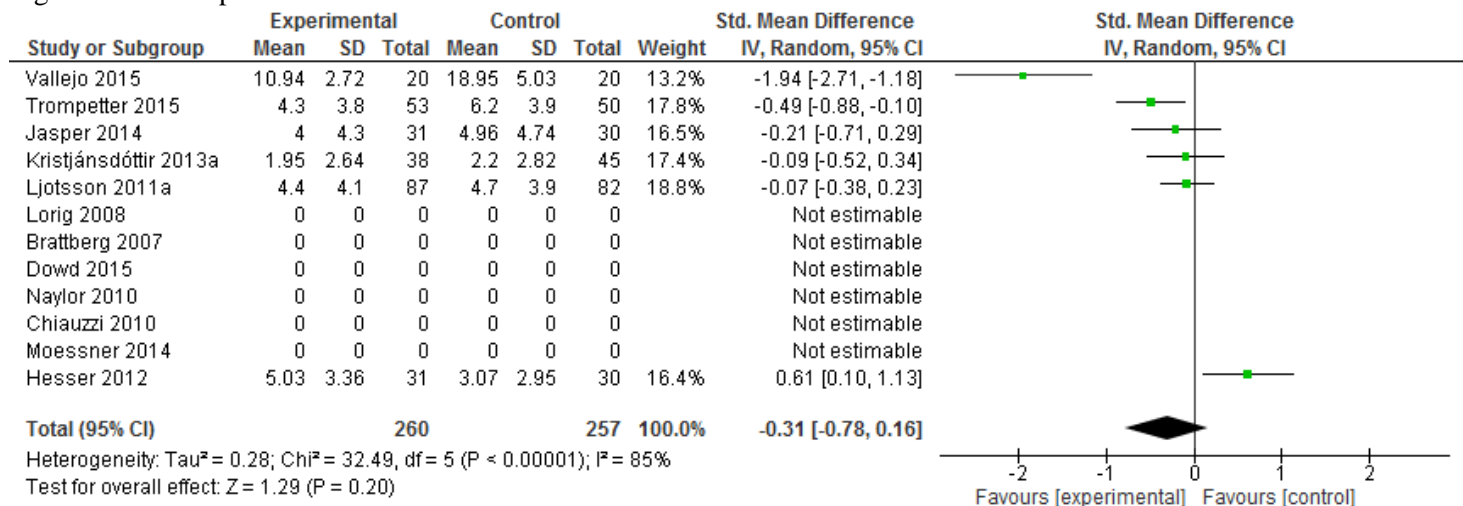 Experimental Control Std. Mean Difference Std. Mean Difference
Study or Subgroup Mean SD Total Mean SD Total Weight IV, Random, 95% CI IV, Random, 95% CI
Vallejo 2015 10.94 2.72 20 18.95 5.03 20 13.2% -1.94 [-2.71, -1.18]
Trompetter 2015 4.3 3.8 53 6.2 3.9 50 17.8% -0.49 [-0.88, -0.10]
Jasper 2014 4 4.3 31 4.96 4.74 30 16.5% -0.21 [-0.71, 0.29]
Kristjánsdóttir 2013a 1.95 2.64 38 2.2 2.82 45 17.4% -0.09 [-0.52, 0.34]
Ljotsson 2011a 4.4 4.1 87 4.7 3.9 82 18.8% -0.07 [-0.38, 0.23]
Lorig 2008 0 0 0 0 0 0 Not estimable
Brattberg 2007 0 0 0 0 0 0 Not estimable
Dowd 2015 0 0 0 0 0 0 Not estimable
Naylor 2010 0 0 0 0 0 0 Not estimable
Chiauzzi 2010 0 0 0 0 0 0 Not estimable
Moessner 2014 0 0 0 0 0 0 Not estimable
Hesser 2012 5.03 3.36 31 3.07 2.95 30 16.4% 0.61 [0.10, 1.13]
Total (95% CI) 260 257 100.0% -0.31 [-0.78, 0.16]
Heterogeneity: Tau² = 0.28; Chi² = 32.49, df = 5 (P < 0.00001); I² = 85%
Test for overall effect: Z = 1.29 (P = 0.20)
-2 -1 0 1 2
Favours [experimental] Favours [control]